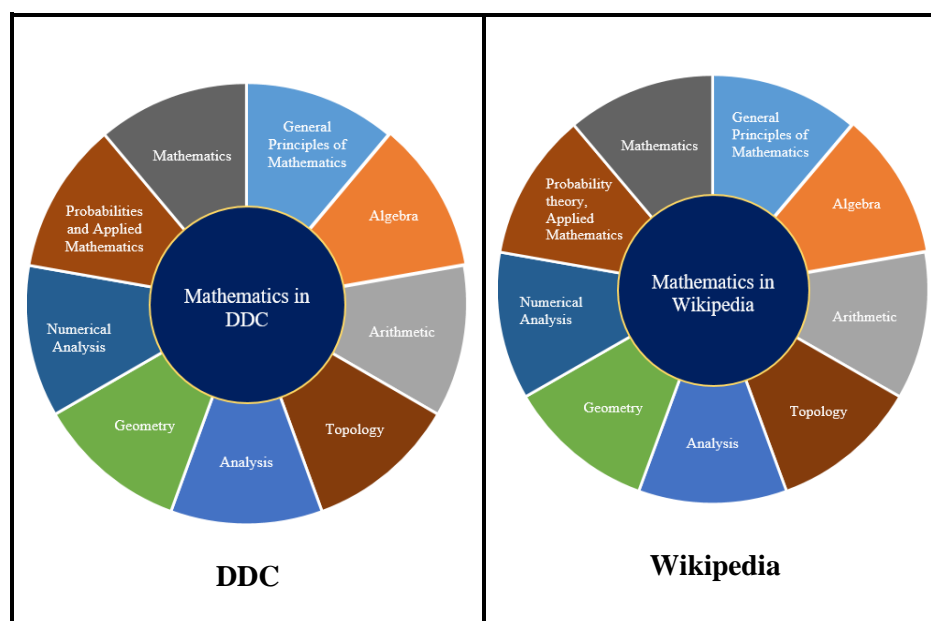 General
Principles of
Mathematics
Algebra
Arithmetic
Topology
Analysis
Geometry
Numerical
Analysis
Probabilities
and Applied
Mathematics
Mathematics
Mathematics in
DDC
DDC
General
Principles of
Mathematics
Algebra
Arithmetic
Topology
Analysis
Geometry
Numerical
Analysis
Probability
theory,
Applied
Mathematics
Mathematics
Mathematics in
Wikipedia
Wikipedia